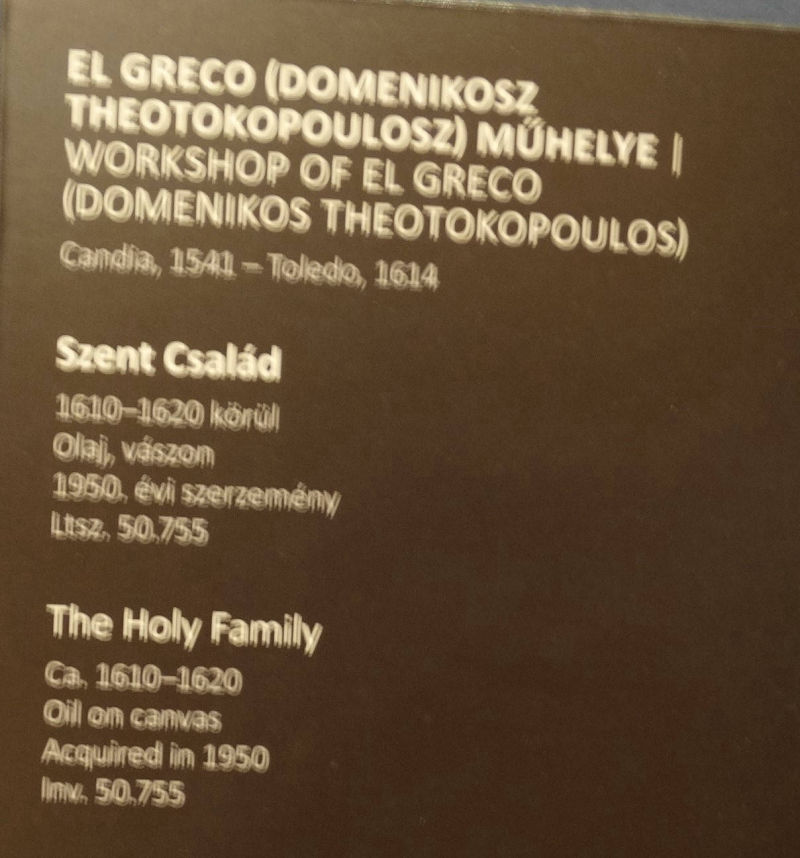 EL GRECO (DOMENIKOSZ
THEOTOKOPOULOSZ) MŰHELYE |
WORKSHOP OF EL GRECO
(DOMENIKOS THEOTOKOPOULOS)
Candia, 1541 – Toledo, 1614
Szent Család
1610–1620 körül
Olaj, vászon
1950. évi szerzemény
Ltsz. 50.755
The Holy Family
Ca. 1610–1620
Oil on canvas
Acquired in 1950
Inv. 50.755